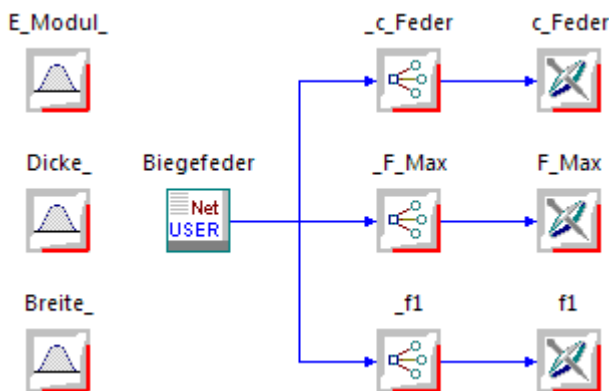 E_Modul_ _c_Feder c_Feder
Dicke_ Biegefeder _F_Max F_Max
Net
USER
Breite_ _f1 f1